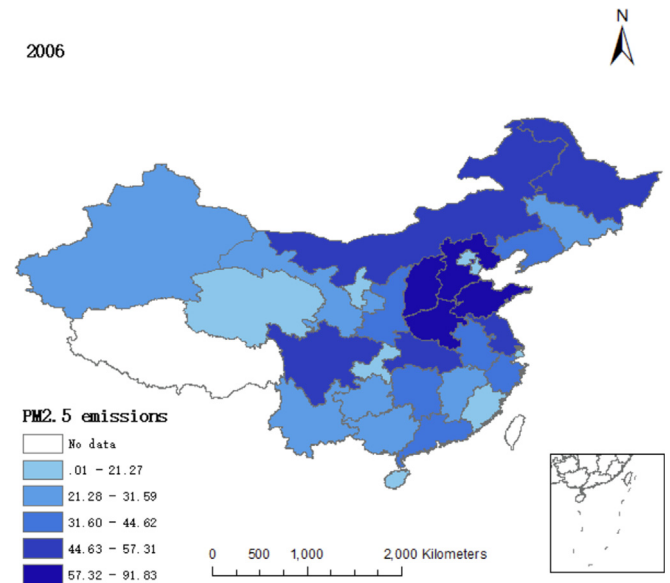 2006
N
PM2.5 emissions
No data
.01 - 21.27
21.28 - 31.59
31.60 - 44.62
44.63 - 57.31
57.32 - 91.83
0 500 1,000 2,000 Kilometers